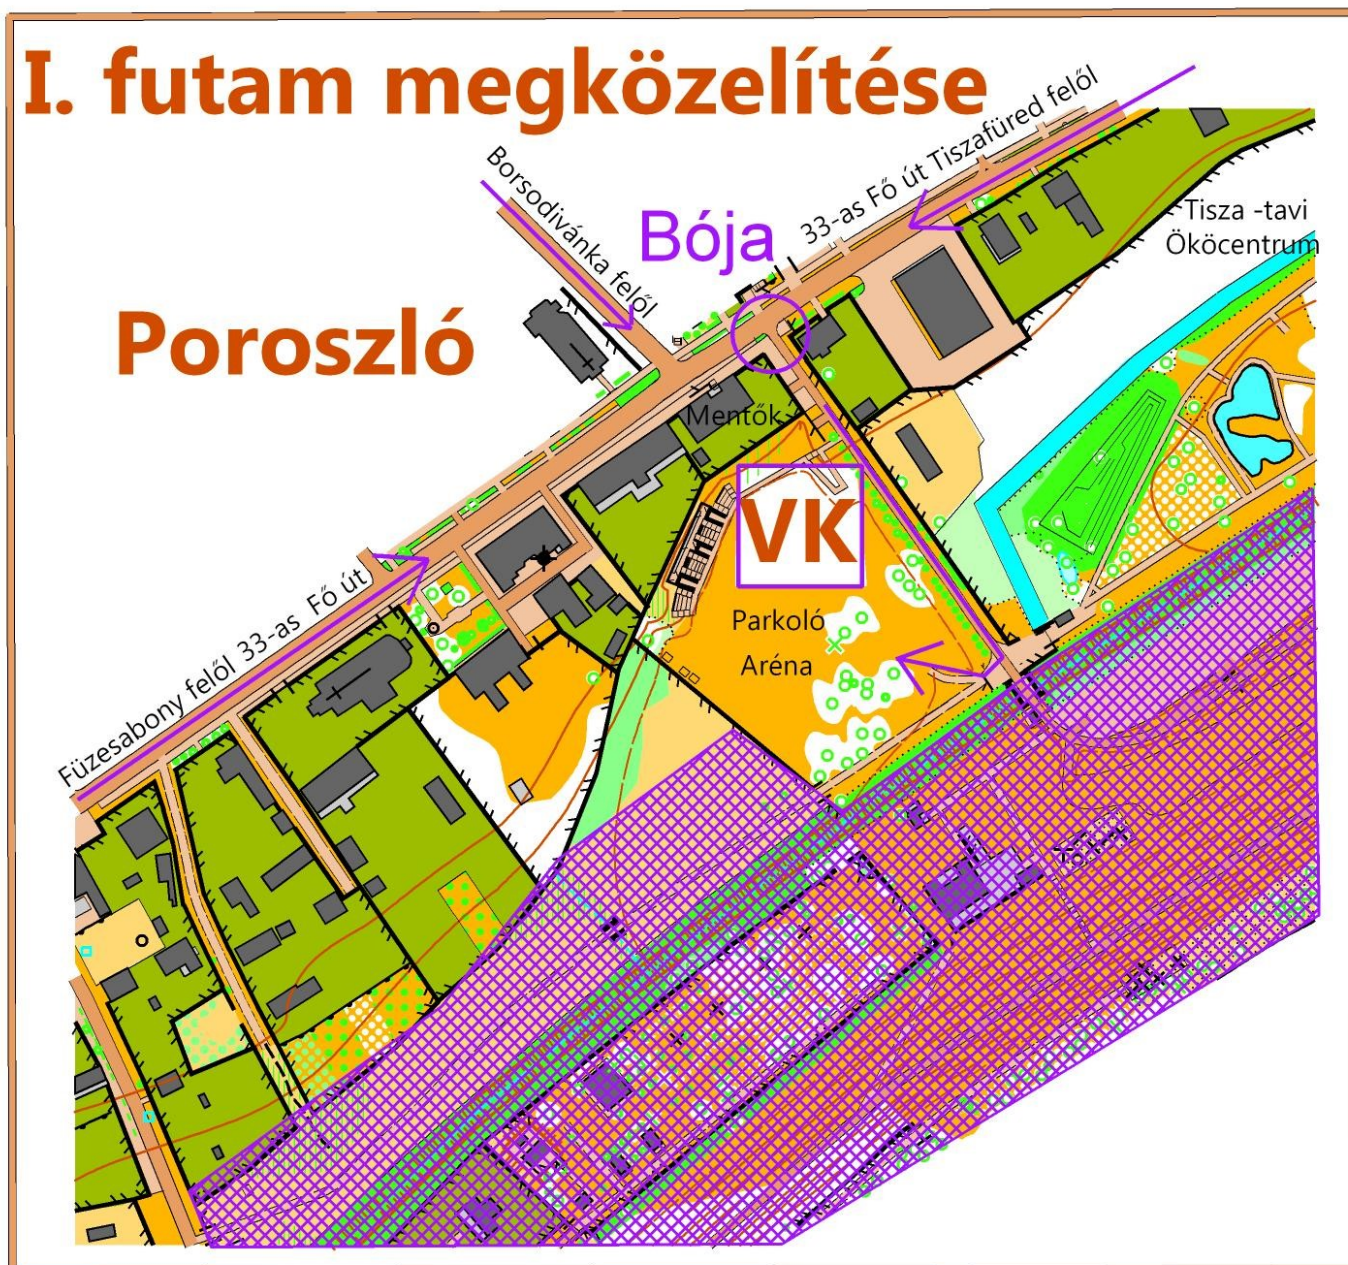 I. futam megközelítése
33-as Fő út Tiszafüred felől
Borsodivánka felől
Bója
Tisza -tavi
Ököcentrum
Poroszló
Mentők
VK
Parkoló
Aréna
Füzesabony felől 33-as Fő út